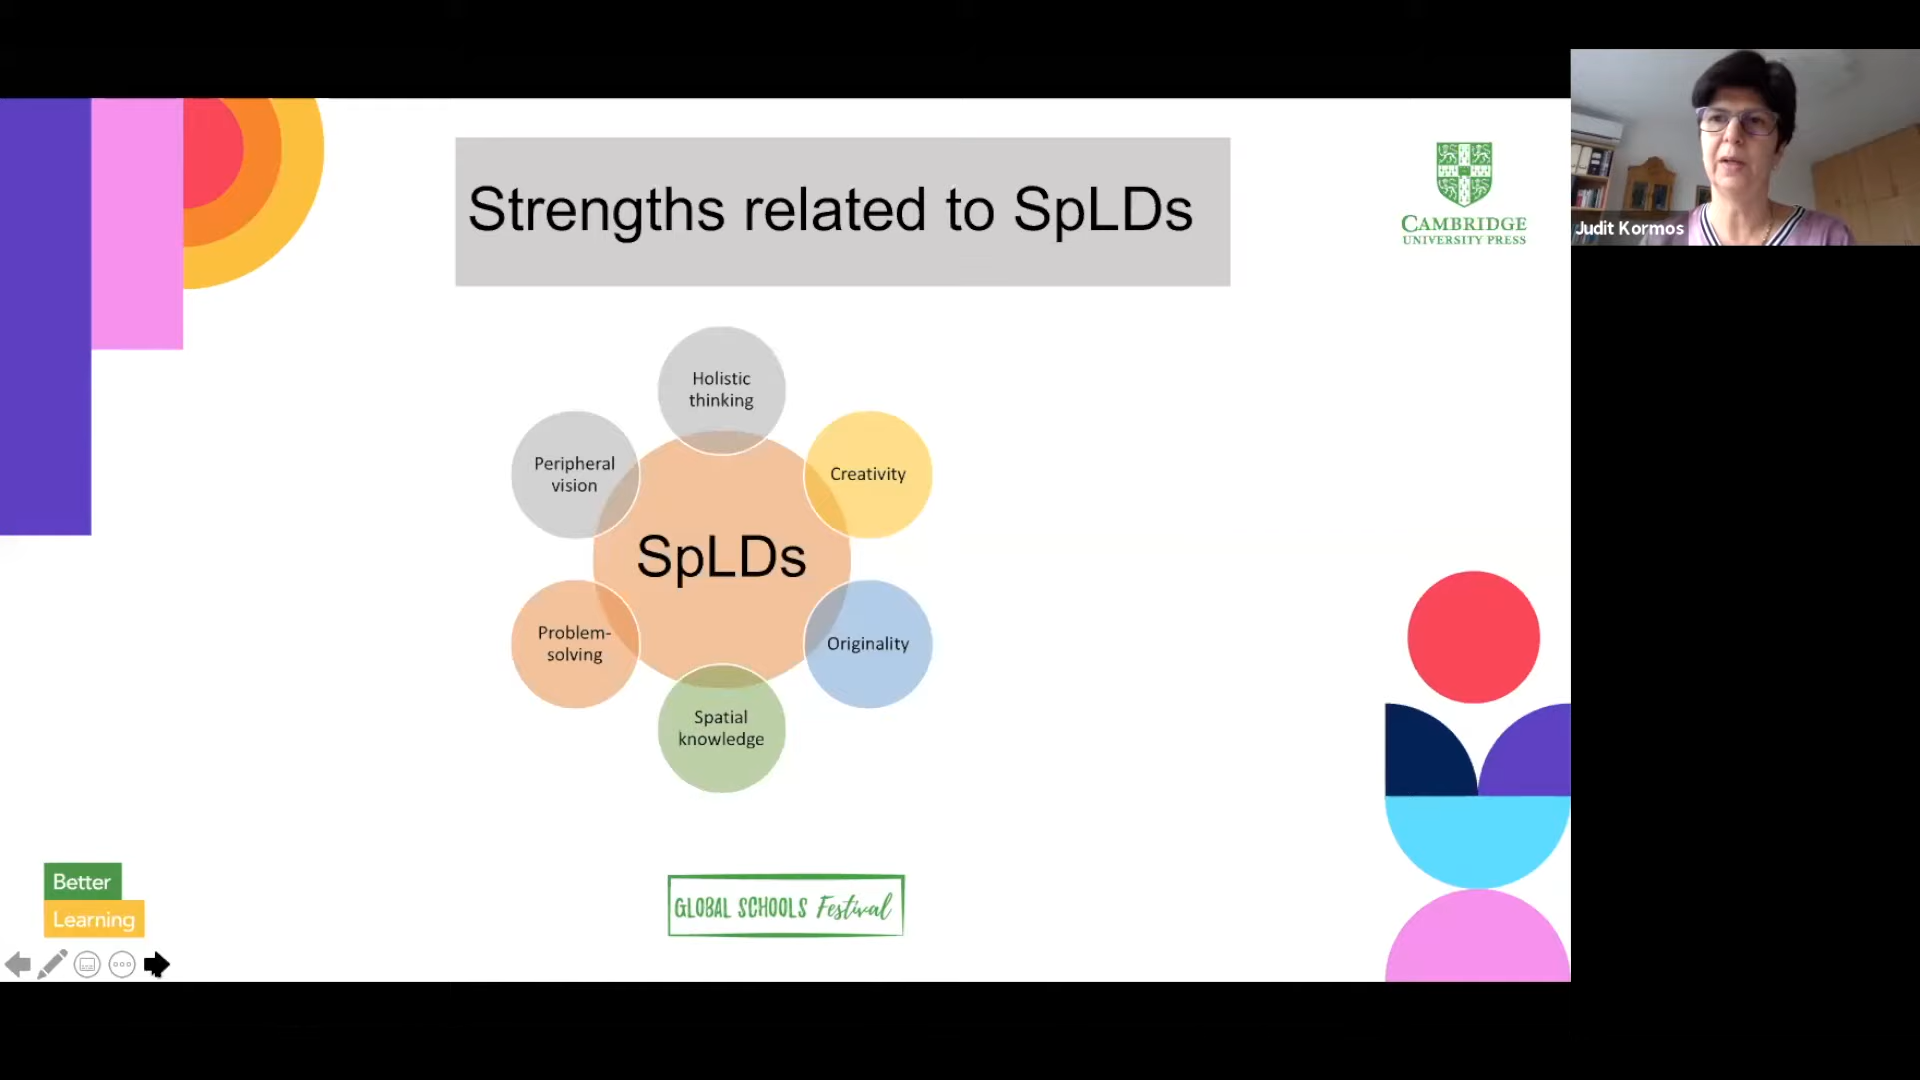 Strengths related to SpLDs
CAMBRIDGE
UNIVERSITY PRESS
Judit Kormos
Holistic
thinking
Peripheral
vision
Creativity
SpLDs
Problem-
solving
Originality
Spatial
knowledge
Better
Learning
GLOBAL SCHOOLS Festival